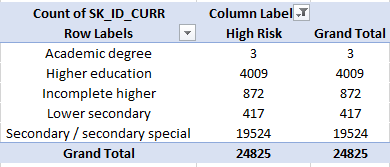 Count of SK_ID_CURR Column Label
Row Labels High Risk Grand Total
Academic degree 3 3
Higher education 4009 4009
Incomplete higher 872 872
Lower secondary 417 417
Secondary / secondary special 19524 19524
Grand Total 24825 24825